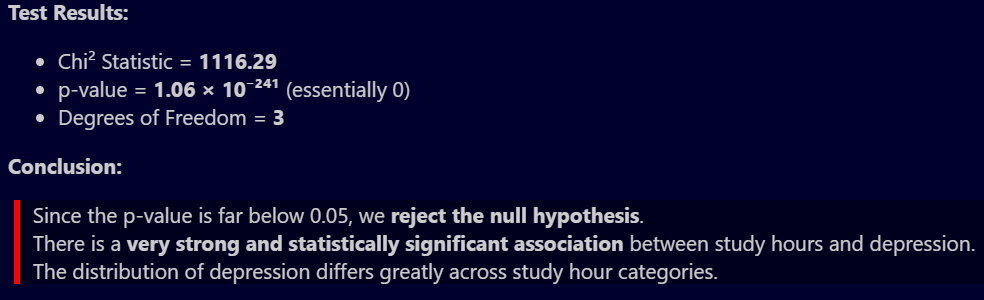 Test Results:
• Chi² Statistic = 1116.29
• p-value = 1.06 × 10⁻²⁴¹ (essentially 0)
• Degrees of Freedom = 3
Conclusion:
Since the p-value is far below 0.05, we reject the null hypothesis.
There is a very strong and statistically significant association between study hours and depression.
The distribution of depression differs greatly across study hour categories.